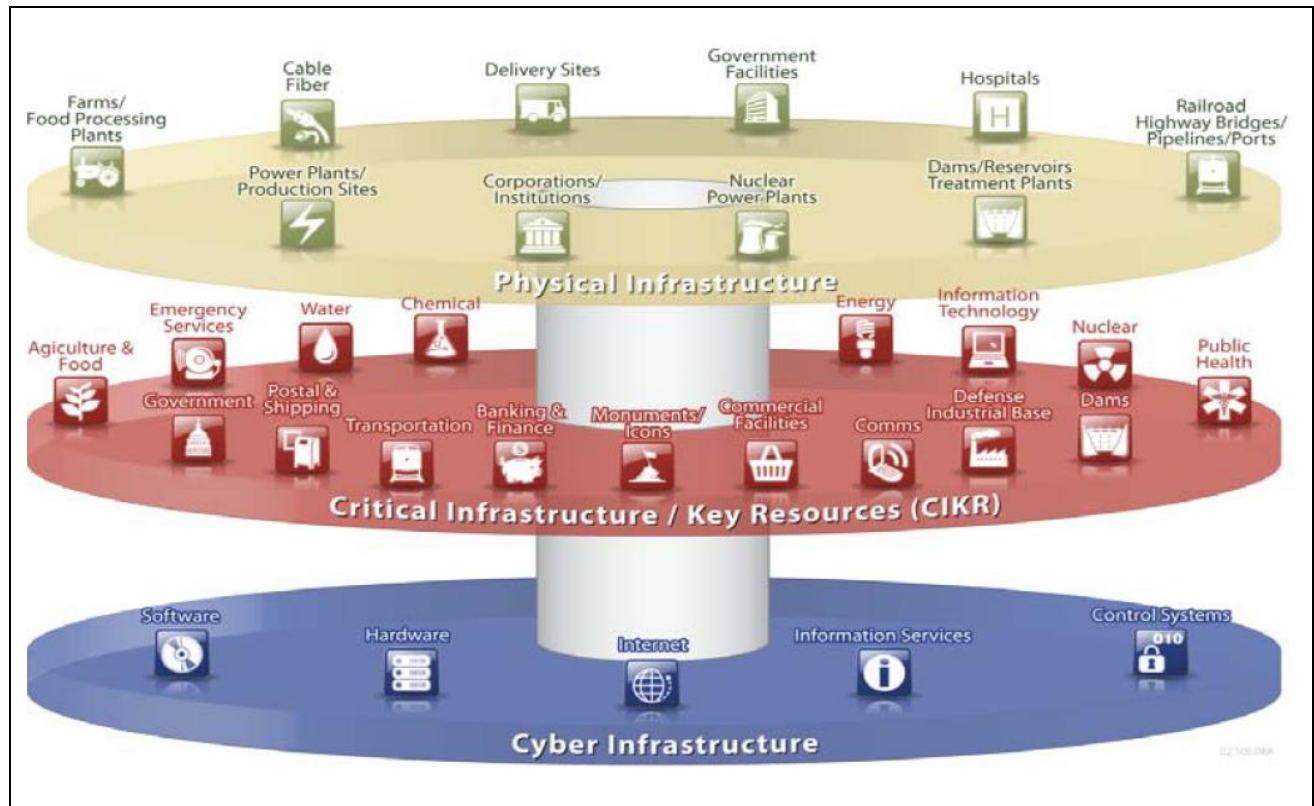 Cable
Fiber
Delivery Sites
Government
Facilities
Hospitals
Farms/
Food Processing
Plants
Railroad
Highway Bridges/
Pipelines/Ports
Power Plants/
Production Sites
Corporations/
Institutions
Nuclear
Power Plants
Dams/Reservoirs
Treatment Plants
H
Physical Infrastructure
Agiculture &
Food
Emergency
Services
Water
Chemical
Energy
Information
Technology
Nuclear
Public
Health
Government
Postal &
Shipping
Transportation
Banking &
Finance
$
Monuments/
Icons
Commercial
Facilities
Comms
Defense
Industrial Base
Dams
Critical Infrastructure / Key Resources (CIKR)
Software
Hardware
Internet
Information Services
i
Control Systems
010
Cyber Infrastructure